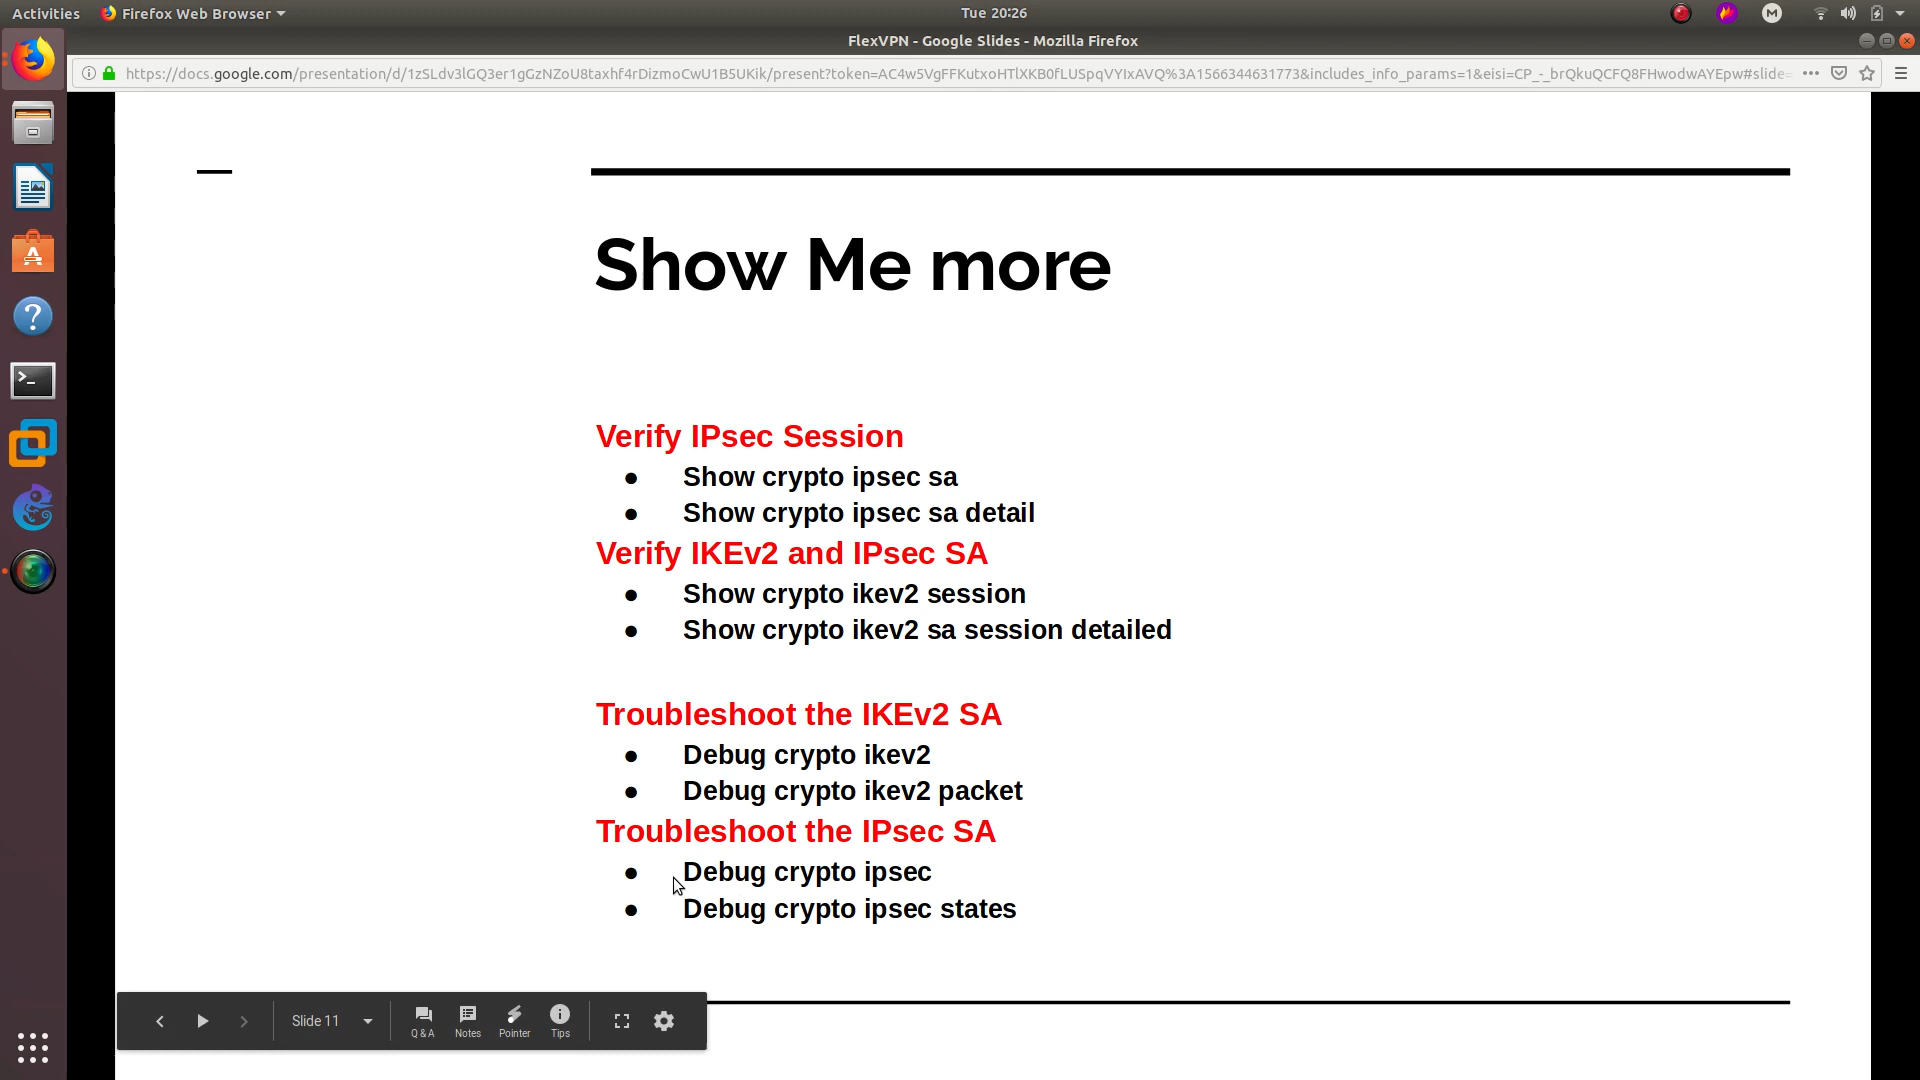 Activities
Firefox Web Browser
Tue 20:26
M
FlexVPN - Google Slides - Mozilla Firefox
https://docs.google.com/presentation/d/1zSLdv3lGQ3er1gGzNZoU8taxhf4rDizmoCwU1B5UKik/present?token=AC4w5VgFFKutxoHTlXKB0fLUSpqVYIxAVQ%3A1566344631773&includes_info_params=1&eisi=CP_-_brQkuQCFQ8FHwodwAYEpw#slide=
Show Me more
Verify IPsec Session
● Show crypto ipsec sa
● Show crypto ipsec sa detail
Verify IKEv2 and IPsec SA
● Show crypto ikev2 session
● Show crypto ikev2 sa session detailed
Troubleshoot the IKEv2 SA
● Debug crypto ikev2
● Debug crypto ikev2 packet
Troubleshoot the IPsec SA
● Debug crypto ipsec
● Debug crypto ipsec states
Slide 11
Q & A
Notes
Pointer
Tips